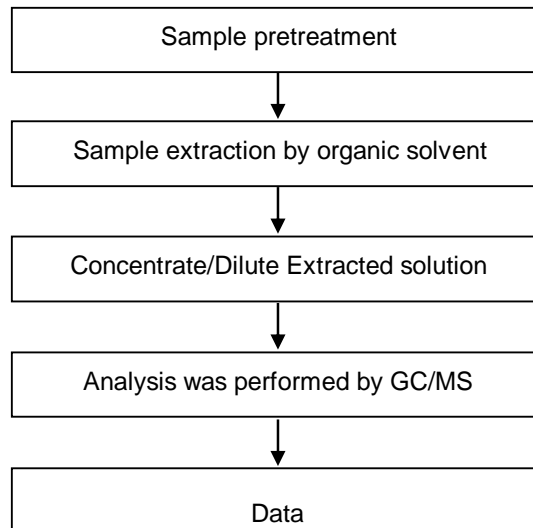 Sample pretreatment
Sample extraction by organic solvent
Concentrate/Dilute Extracted solution
Analysis was performed by GC/MS
Data